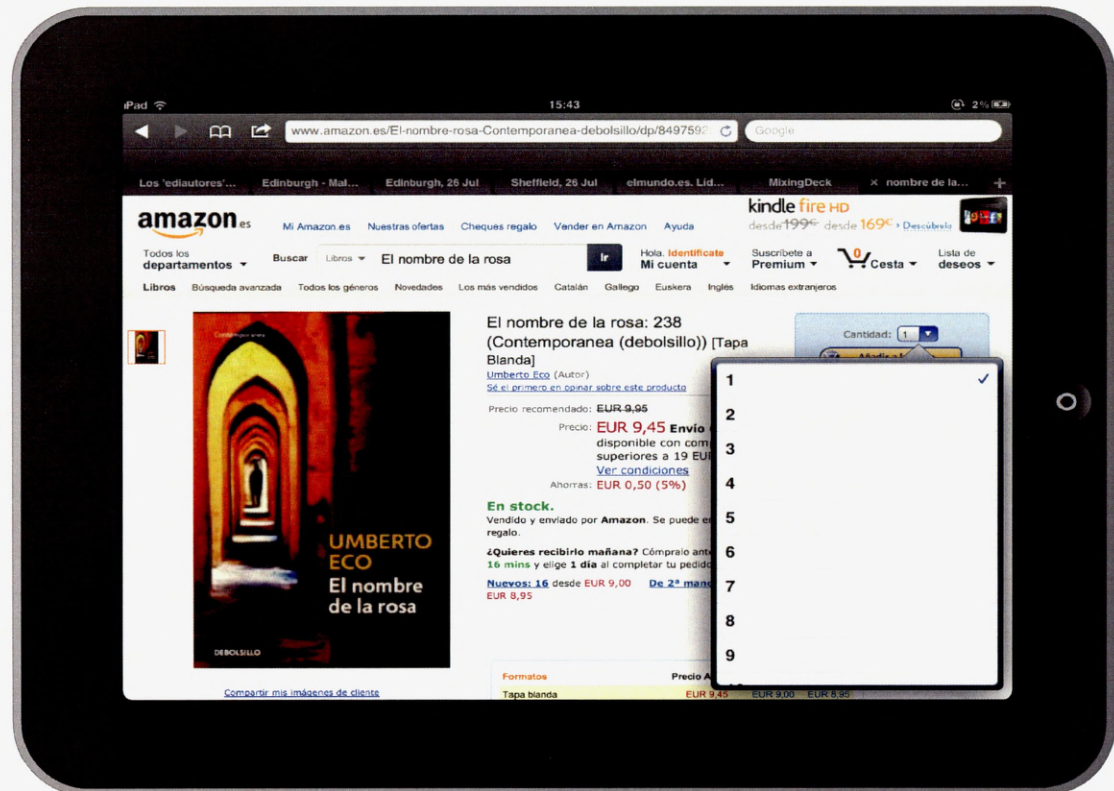 iPad 15:43 2%
www.amazon.es/El-nombre-rosa-Contemporanea-debolsillo/dp/849759 Google
Los 'ediautores'... Edinburgh - Mal... Edinburgh, 26 Jul Sheffield, 26 Jul elmundo.es. Líd... MixingDeck × nombre de la... +
amazon.es
Mi Amazon.es Nuestras ofertas Cheques regalo Vender en Amazon Ayuda
kindle fire HD
desde 199€ desde 169€ › Descúbrelo
Todos los
departamentos
Buscar Libros El nombre de la rosa Ir
Hola. Identifícate
Mi cuenta
Suscríbete a
Premium
0
Cesta
Lista de
deseos
Libros Búsqueda avanzada Todos los géneros Novedades Los más vendidos Catalán Gallego Euskera Inglés Idiomas extranjeros
Contemporanea
UMBERTO
ECO
El nombre
de la rosa
DEBOLSILLO
Compartir mis imágenes de cliente
El nombre de la rosa: 238
(Contemporanea (debolsillo)) [Tapa
Blanda]
Umberto Eco (Autor)
Sé el primero en opinar sobre este producto
Precio recomendado: EUR 9,95
Precio: EUR 9,45 Envío
disponible con com
superiores a 19 EU
Ver condiciones
Ahorras: EUR 0,50 (5%)
En stock.
Vendido y enviado por Amazon. Se puede e
regalo.
¿Quieres recibirlo mañana? Cómpralo ant
16 mins y elige 1 día al completar tu pedid
Nuevos: 16 desde EUR 9,00 De 2ª man
EUR 8,95
Formatos Precio A
Tapa blanda EUR 9,45 EUR 9,00 EUR 8,95
Cantidad: 1
1
2
3
4
5
6
7
8
9